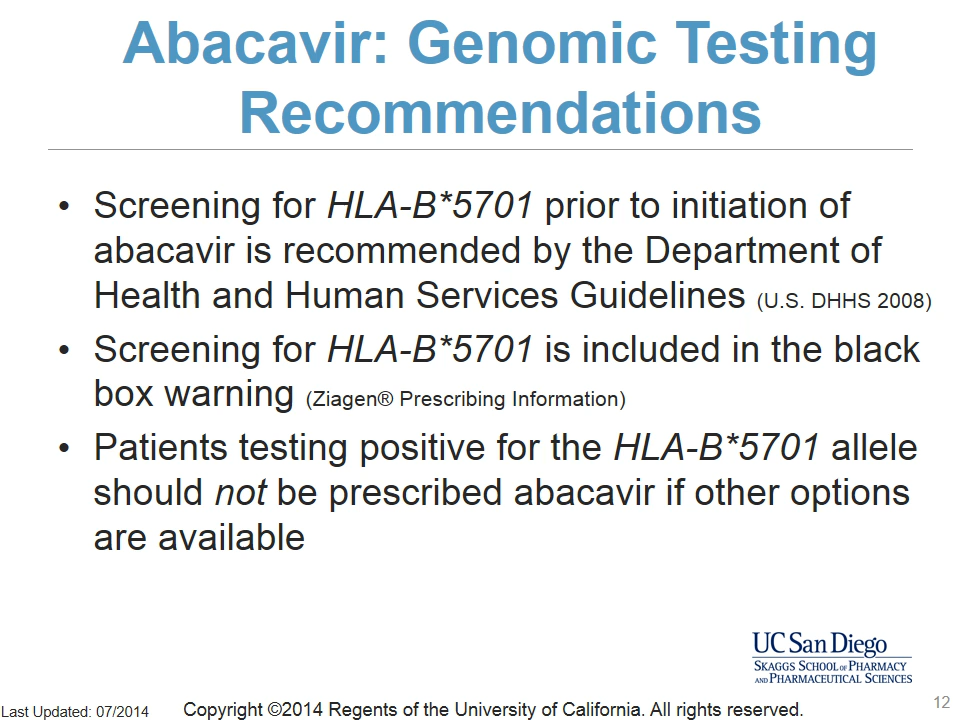 Abacavir: Genomic Testing
Recommendations
• Screening for HLA-B*5701 prior to initiation of
abacavir is recommended by the Department of
Health and Human Services Guidelines (U.S. DHHS 2008)
• Screening for HLA-B*5701 is included in the black
box warning (Ziagen® Prescribing Information)
• Patients testing positive for the HLA-B*5701 allele
should not be prescribed abacavir if other options
are available
UC San Diego
SKAGGS SCHOOL OF PHARMACY
AND PHARMACEUTICAL SCIENCES
Last Updated: 07/2014 Copyright ©2014 Regents of the University of California. All rights reserved. 12